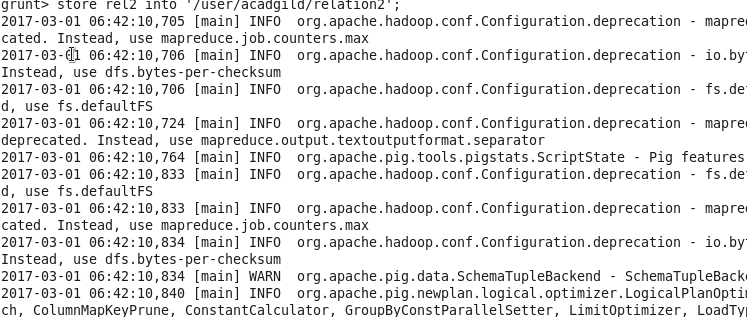 grunt> store rel2 into '/user/acadgild/relation2';
2017-03-01 06:42:10,705 [main] INFO  org.apache.hadoop.conf.Configuration.deprecation - mapred
cated. Instead, use mapreduce.job.counters.max
2017-03-01 06:42:10,706 [main] INFO  org.apache.hadoop.conf.Configuration.deprecation - io.byt
Instead, use dfs.bytes-per-checksum
2017-03-01 06:42:10,706 [main] INFO  org.apache.hadoop.conf.Configuration.deprecation - fs.def
d, use fs.defaultFS
2017-03-01 06:42:10,724 [main] INFO  org.apache.hadoop.conf.Configuration.deprecation - mapred
deprecated. Instead, use mapreduce.output.textoutputformat.separator
2017-03-01 06:42:10,764 [main] INFO  org.apache.pig.tools.pigstats.ScriptState - Pig features
2017-03-01 06:42:10,833 [main] INFO  org.apache.hadoop.conf.Configuration.deprecation - fs.def
d, use fs.defaultFS
2017-03-01 06:42:10,833 [main] INFO  org.apache.hadoop.conf.Configuration.deprecation - mapred
cated. Instead, use mapreduce.job.counters.max
2017-03-01 06:42:10,834 [main] INFO  org.apache.hadoop.conf.Configuration.deprecation - io.byt
Instead, use dfs.bytes-per-checksum
2017-03-01 06:42:10,834 [main] WARN  org.apache.pig.data.SchemaTupleBackend - SchemaTupleBacke
2017-03-01 06:42:10,840 [main] INFO  org.apache.pig.newplan.logical.optimizer.LogicalPlanOptim
ch, ColumnMapKeyPrune, ConstantCalculator, GroupByConstParallelSetter, LimitOptimizer, LoadTyp